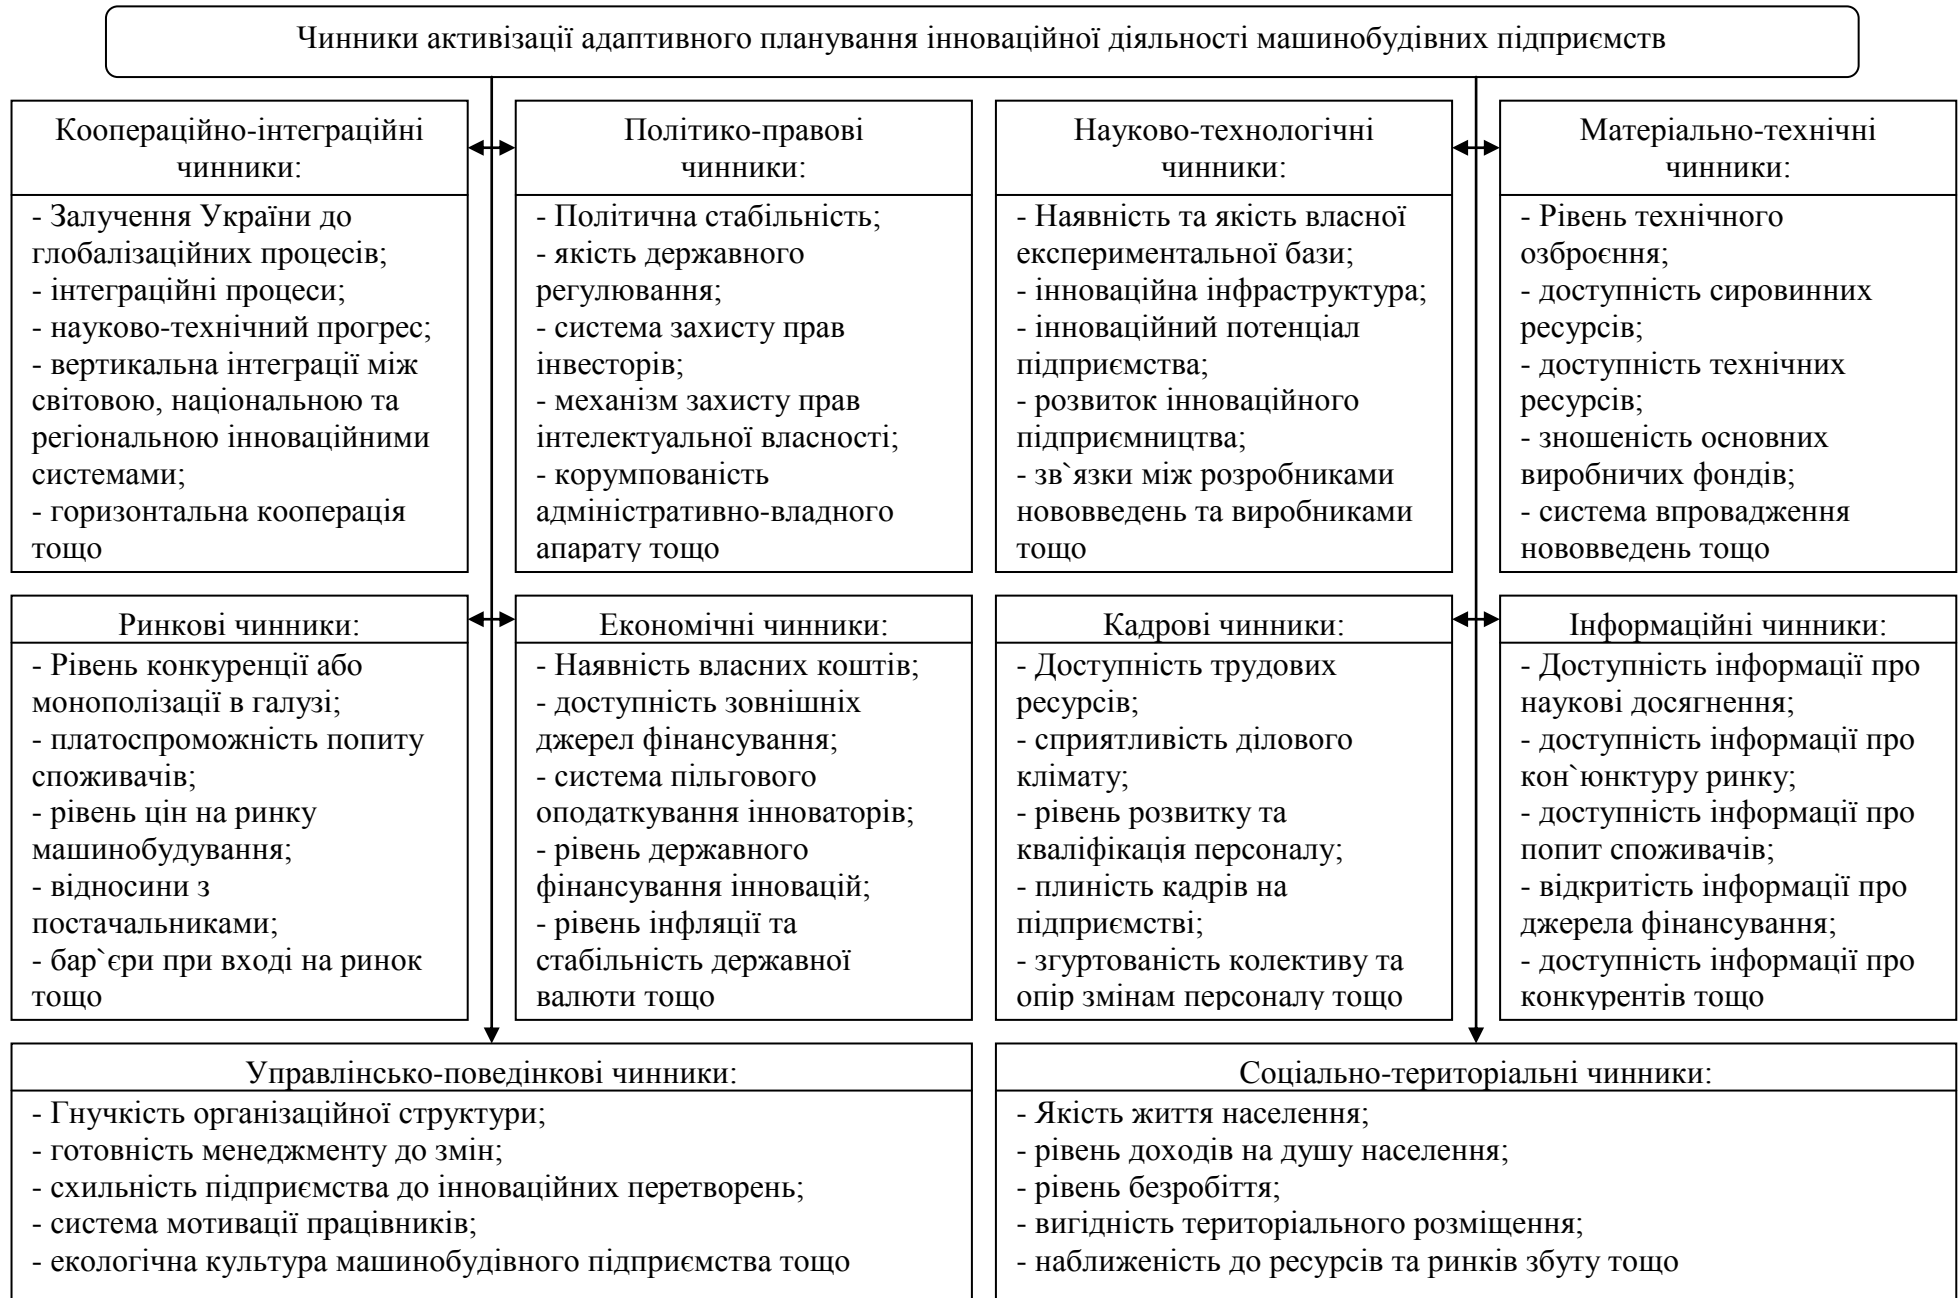 Чинники активізації адаптивного планування інноваційної діяльності машинобудівних підприємств
Коопераційно-інтеграційні
чинники:
- Залучення України до
глобалізаційних процесів;
- інтеграційні процеси;
- науково-технічний прогрес;
- вертикальна інтеграції між
світовою, національною та
регіональною інноваційними
системами;
- горизонтальна кооперація
тощо
Політико-правові
чинники:
- Політична стабільність;
- якість державного
регулювання;
- система захисту прав
інвесторів;
- механізм захисту прав
інтелектуальної власності;
- корумпованість
адміністративно-владного
апарату тощо
Науково-технологічні
чинники:
- Наявність та якість власної
експериментальної бази;
- інноваційна інфраструктура;
- інноваційний потенціал
підприємства;
- розвиток інноваційного
підприємництва;
- зв`язки між розробниками
нововведень та виробниками
тощо
Матеріально-технічні
чинники:
- Рівень технічного
озброєння;
- доступність сировинних
ресурсів;
- доступність технічних
ресурсів;
- зношеність основних
виробничих фондів;
- система впровадження
нововведень тощо
Ринкові чинники:
- Рівень конкуренції або
монополізації в галузі;
- платоспроможність попиту
споживачів;
- рівень цін на ринку
машинобудування;
- відносини з
постачальниками;
- бар`єри при вході на ринок
тощо
Економічні чинники:
- Наявність власних коштів;
- доступність зовнішніх
джерел фінансування;
- система пільгового
оподаткування інноваторів;
- рівень державного
фінансування інновацій;
- рівень інфляції та
стабільність державної
валюти тощо
Кадрові чинники:
- Доступність трудових
ресурсів;
- сприятливість ділового
клімату;
- рівень розвитку та
кваліфікація персоналу;
- плиність кадрів на
підприємстві;
- згуртованість колективу та
опір змінам персоналу тощо
Інформаційні чинники:
- Доступність інформації про
наукові досягнення;
- доступність інформації про
кон`юнктуру ринку;
- доступність інформації про
попит споживачів;
- відкритість інформації про
джерела фінансування;
- доступність інформації про
конкурентів тощо
Управлінсько-поведінкові чинники:
- Гнучкість організаційної структури;
- готовність менеджменту до змін;
- схильність підприємства до інноваційних перетворень;
- система мотивації працівників;
- екологічна культура машинобудівного підприємства тощо
Соціально-територіальні чинники:
- Якість життя населення;
- рівень доходів на душу населення;
- рівень безробіття;
- вигідність територіального розміщення;
- наближеність до ресурсів та ринків збуту тощо